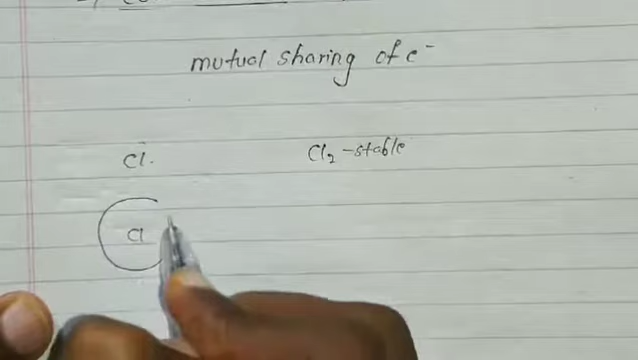 mutual sharing of e⁻
Cl. Cl₂ - stable
Cl